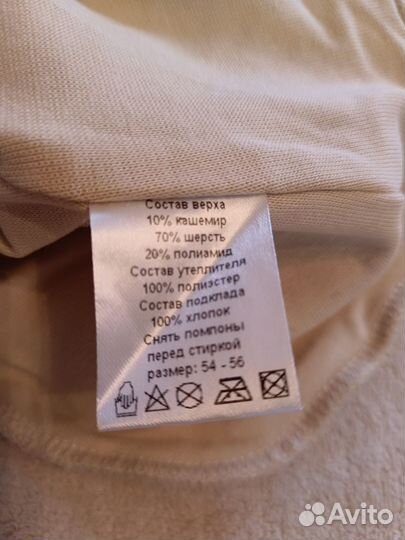 Состав верха
10% кашемир
70% шерсть
20% полиамид
Состав утеплителя
100% полиэстер
Состав подклада
100% хлопок
Снять помпоны
перед стиркой
размер: 54 - 56
Avito